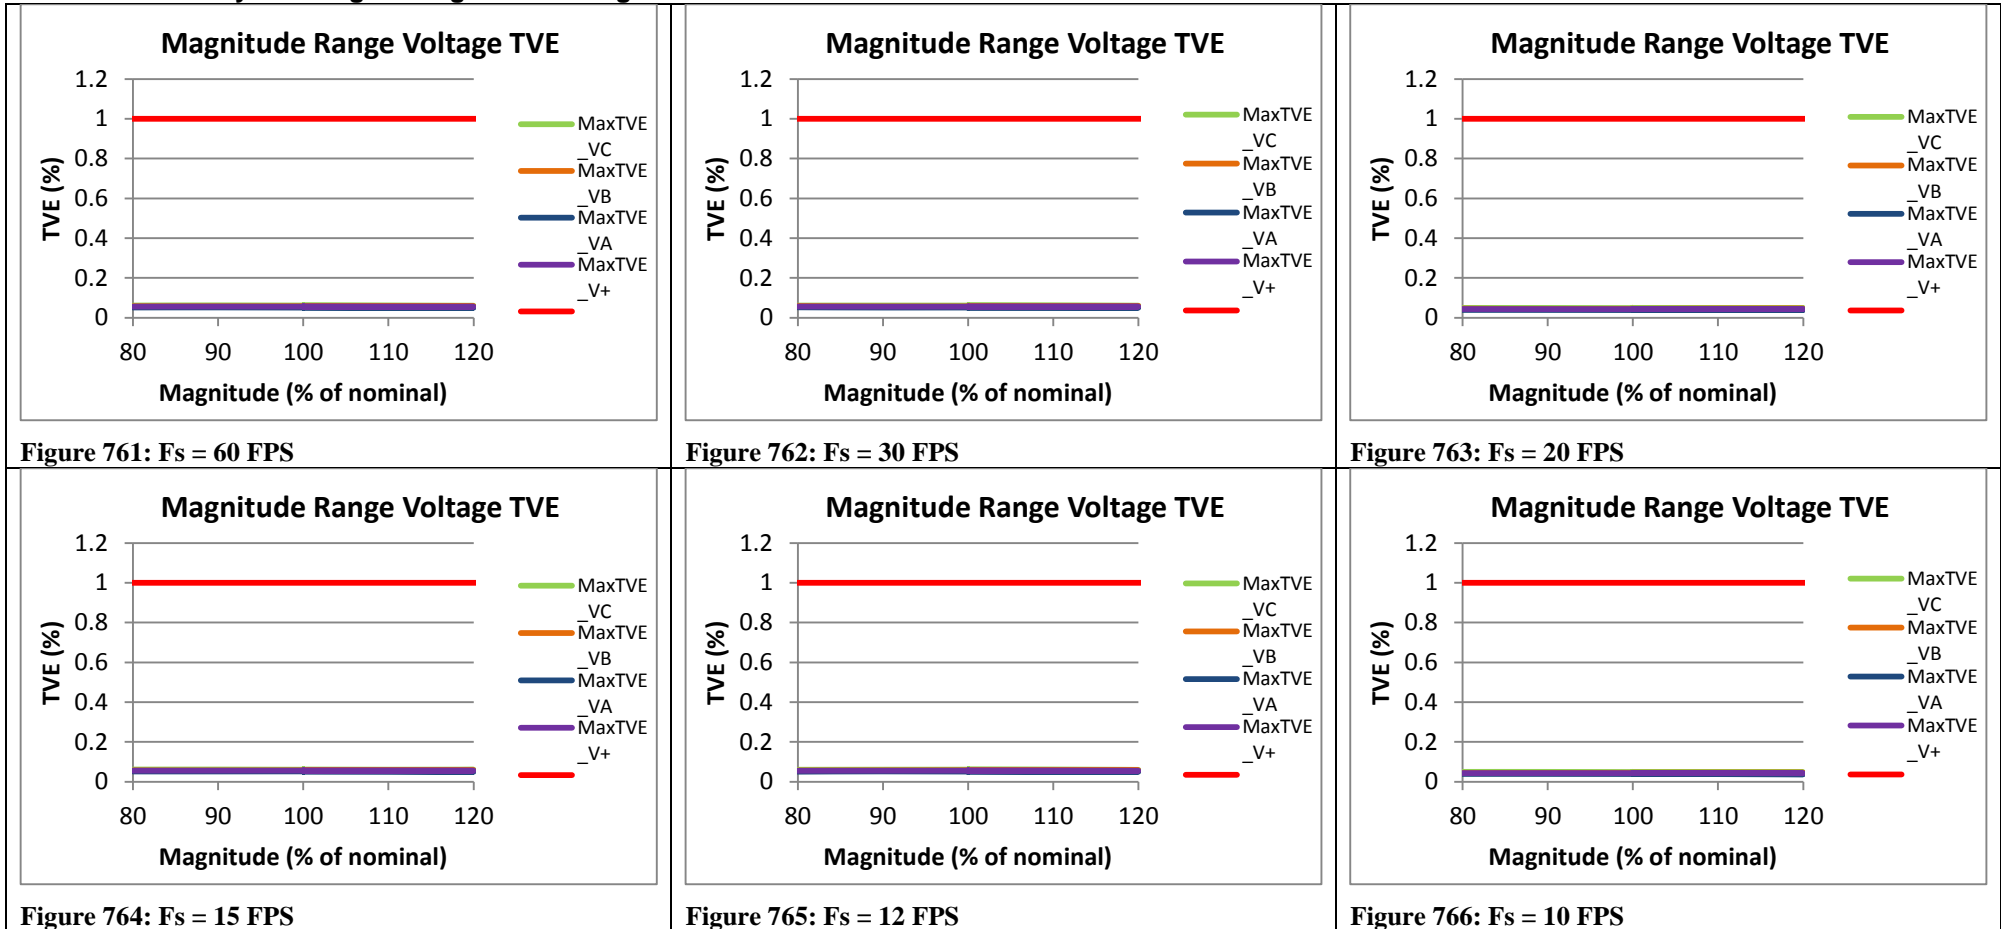 Magnitude Range Voltage TVE
1.2
1
0.8
0.6
0.4
0.2
0
TVE (%)
80 90 100 110 120
Magnitude (% of nominal)
MaxTVE
_VC
MaxTVE
_VB
MaxTVE
_VA
MaxTVE
_V+
Figure 761: Fs = 60 FPS
Magnitude Range Voltage TVE
1.2
1
0.8
0.6
0.4
0.2
0
TVE (%)
80 90 100 110 120
Magnitude (% of nominal)
MaxTVE
_VC
MaxTVE
_VB
MaxTVE
_VA
MaxTVE
_V+
Figure 762: Fs = 30 FPS
Magnitude Range Voltage TVE
1.2
1
0.8
0.6
0.4
0.2
0
TVE (%)
80 90 100 110 120
Magnitude (% of nominal)
MaxTVE
_VC
MaxTVE
_VB
MaxTVE
_VA
MaxTVE
_V+
Figure 763: Fs = 20 FPS
Magnitude Range Voltage TVE
1.2
1
0.8
0.6
0.4
0.2
0
TVE (%)
80 90 100 110 120
Magnitude (% of nominal)
MaxTVE
_VC
MaxTVE
_VB
MaxTVE
_VA
MaxTVE
_V+
Figure 764: Fs = 15 FPS
Magnitude Range Voltage TVE
1.2
1
0.8
0.6
0.4
0.2
0
TVE (%)
80 90 100 110 120
Magnitude (% of nominal)
MaxTVE
_VC
MaxTVE
_VB
MaxTVE
_VA
MaxTVE
_V+
Figure 765: Fs = 12 FPS
Magnitude Range Voltage TVE
1.2
1
0.8
0.6
0.4
0.2
0
TVE (%)
80 90 100 110 120
Magnitude (% of nominal)
MaxTVE
_VC
MaxTVE
_VB
MaxTVE
_VA
MaxTVE
_V+
Figure 766: Fs = 10 FPS